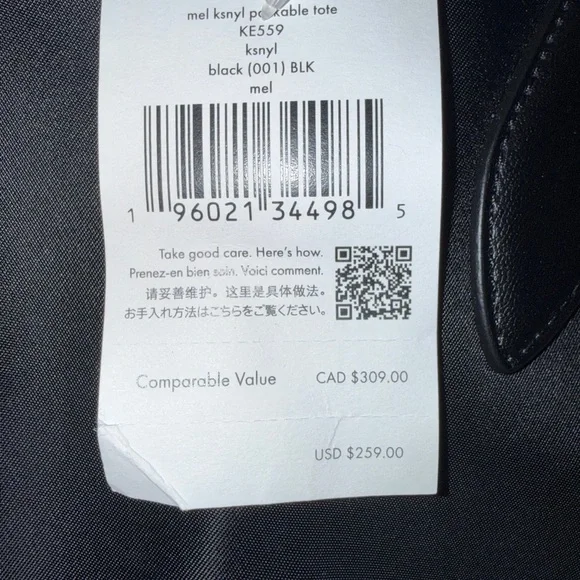 mel ksnyl packable tote
KE559
ksnyl
black (001) BLK
mel
1 96021 34498 5
Take good care. Here's how.
Prenez-en bien soin. Voici comment.
请妥善维护。这里是具体做法。
お手入れ方法はこちらをご覧ください。
Comparable Value CAD $309.00
USD $259.00